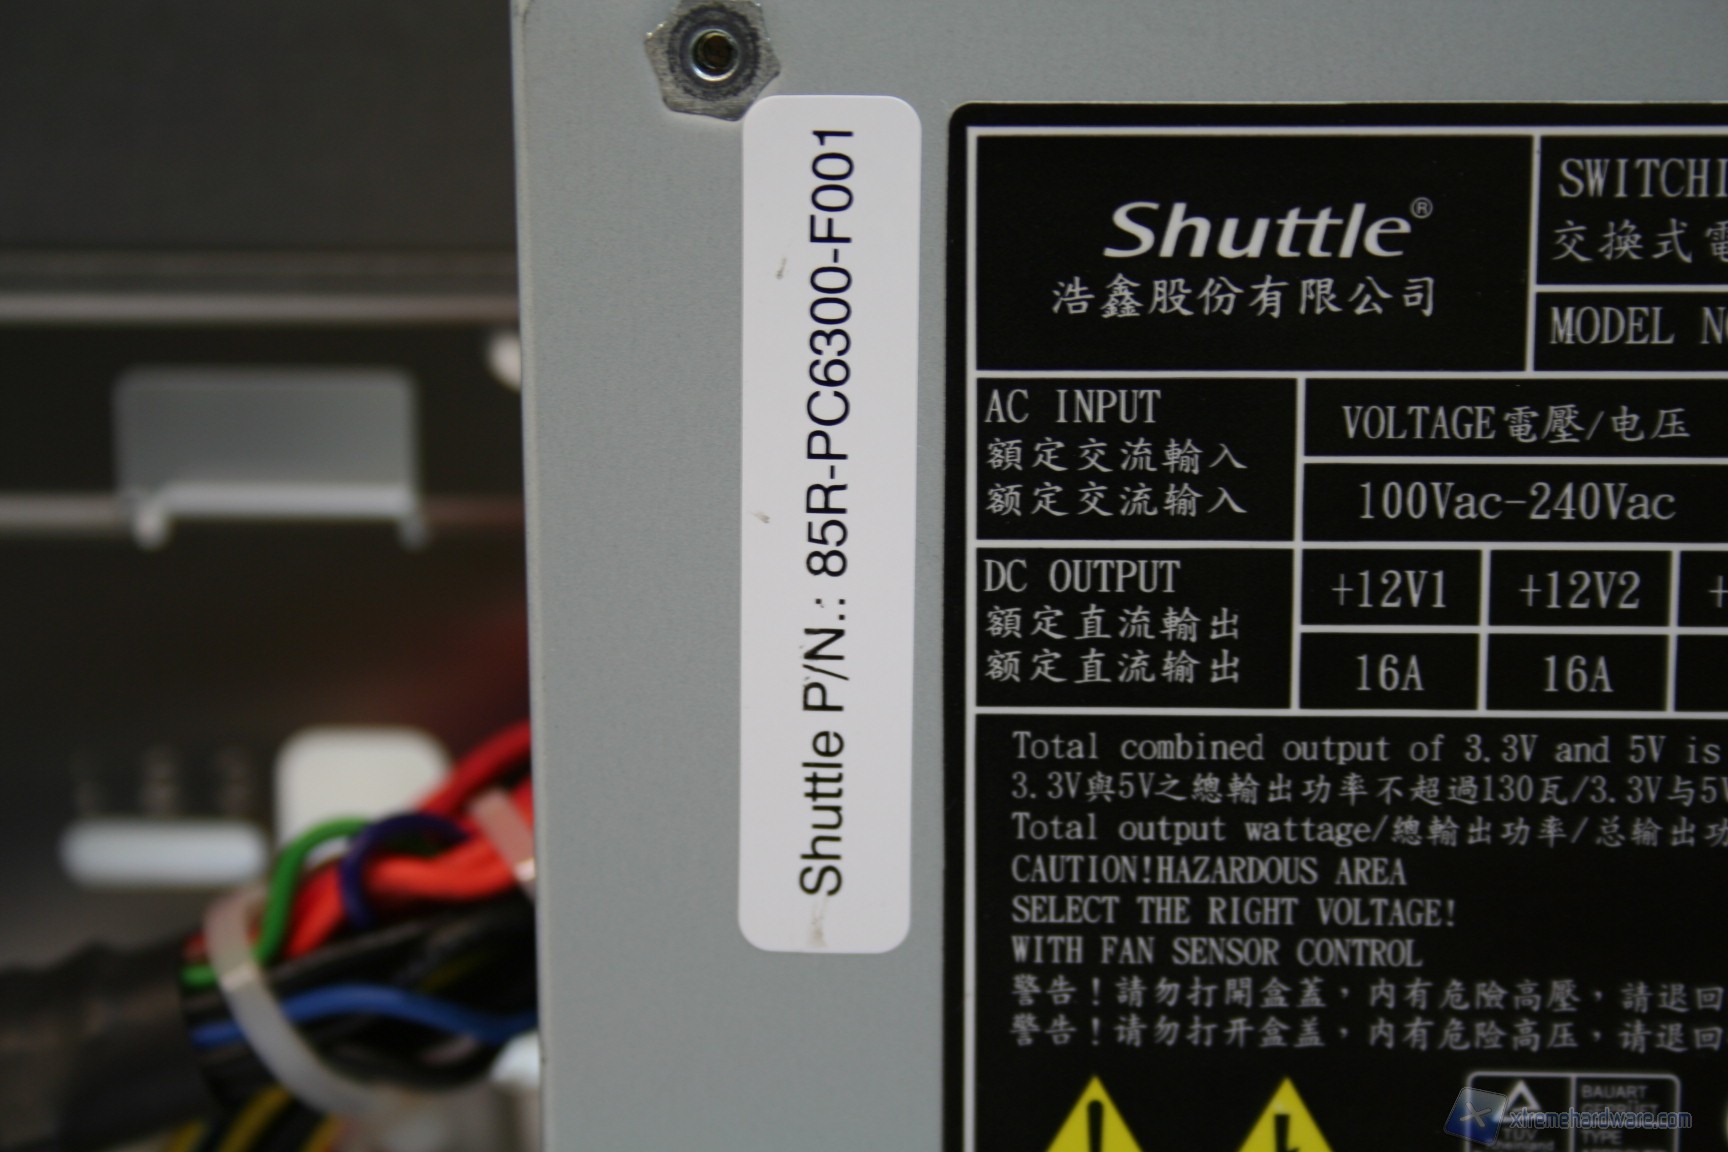 Shuttle P/N.: 85R-PC6300-F001
Shuttle®
浩鑫股份有限公司
交換式
MODEL
AC INPUT
額定交流輸入
额定交流输入
VOLTAGE電壓/电压
100Vac-240Vac
DC OUTPUT
額定直流輸出
额定直流输出
+12V1
+12V2
16A
16A
Total combined output of 3.3V and 5V is
3.3V與5V之總輸出功率不超過130瓦/3.3V与5V
Total output wattage/總輸出功率/总输出功
CAUTION!HAZARDOUS AREA
SELECT THE RIGHT VOLTAGE!
WITH FAN SENSOR CONTROL
警告！請勿打開盒蓋，內有危險高壓，請退回
警告！请勿打开盒盖，内有危险高压，请退回
BAUART
TYPE
TÜV
xtremehardware.com